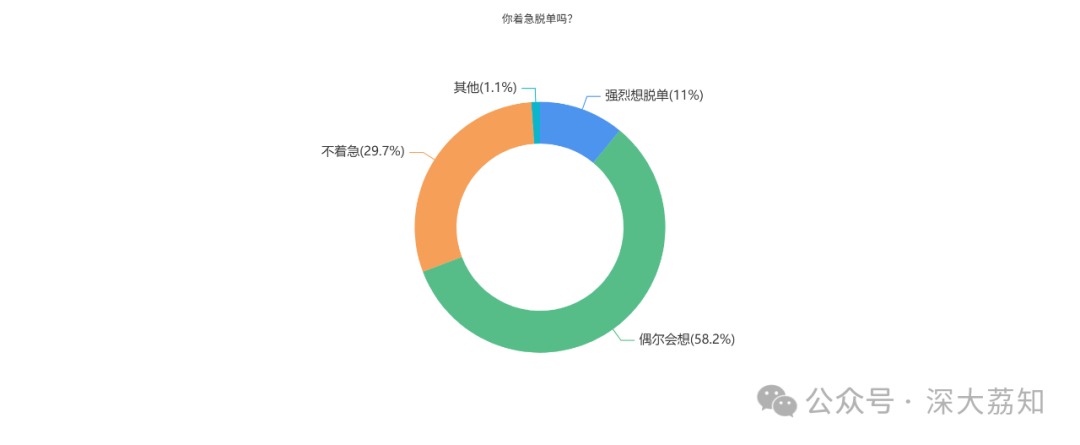 你着急脱单吗?
其他(1.1%)
强烈想脱单(11%)
不着急(29.7%)
偶尔会想(58.2%)
公众号 · 深大荔知